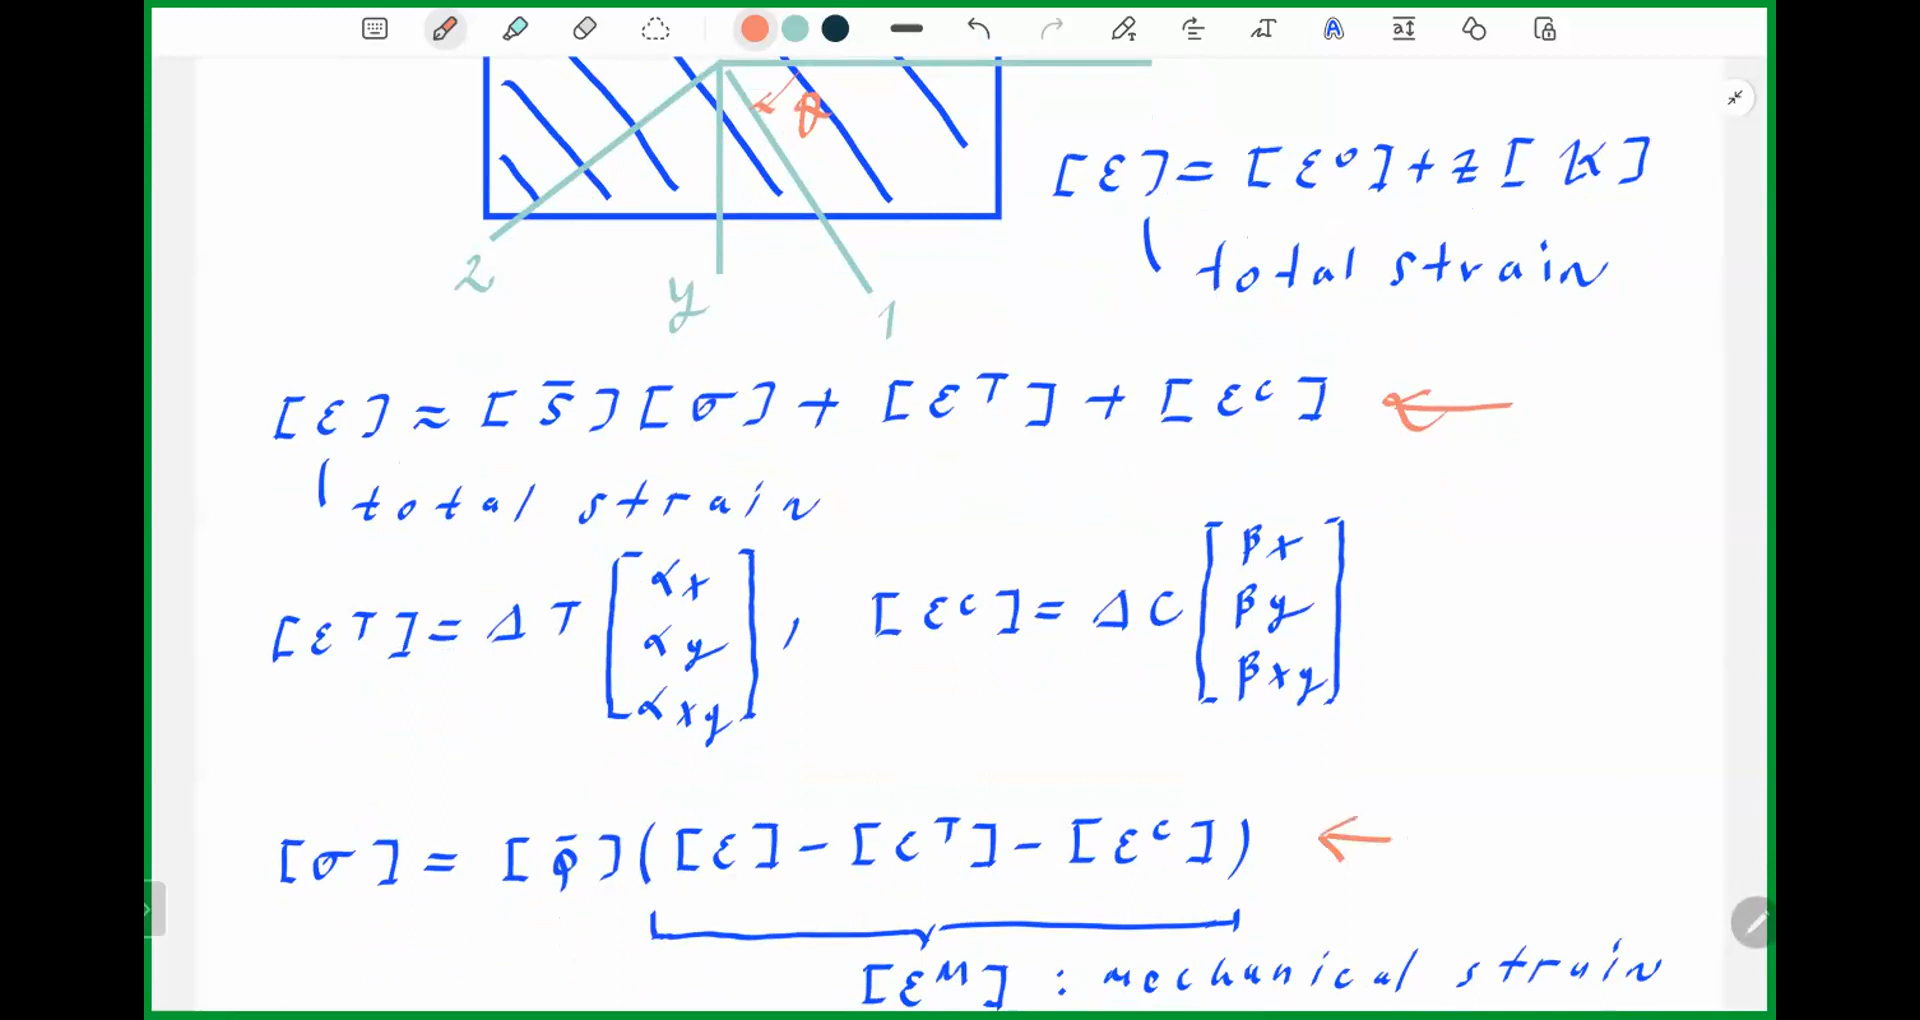 θ
[ε] = [ε⁰] + z [K]
total strain
2
y
1
[ε] ≈ [S̄][σ] + [εᵀ] + [εᶜ]
total strain
[εᵀ] = ΔT [αx αy αxy], [εᶜ] = ΔC [βx βy βxy]
[σ] = [Q̄]([ε] - [εᵀ] - [εᶜ])
[εᴹ] : mechanical strain